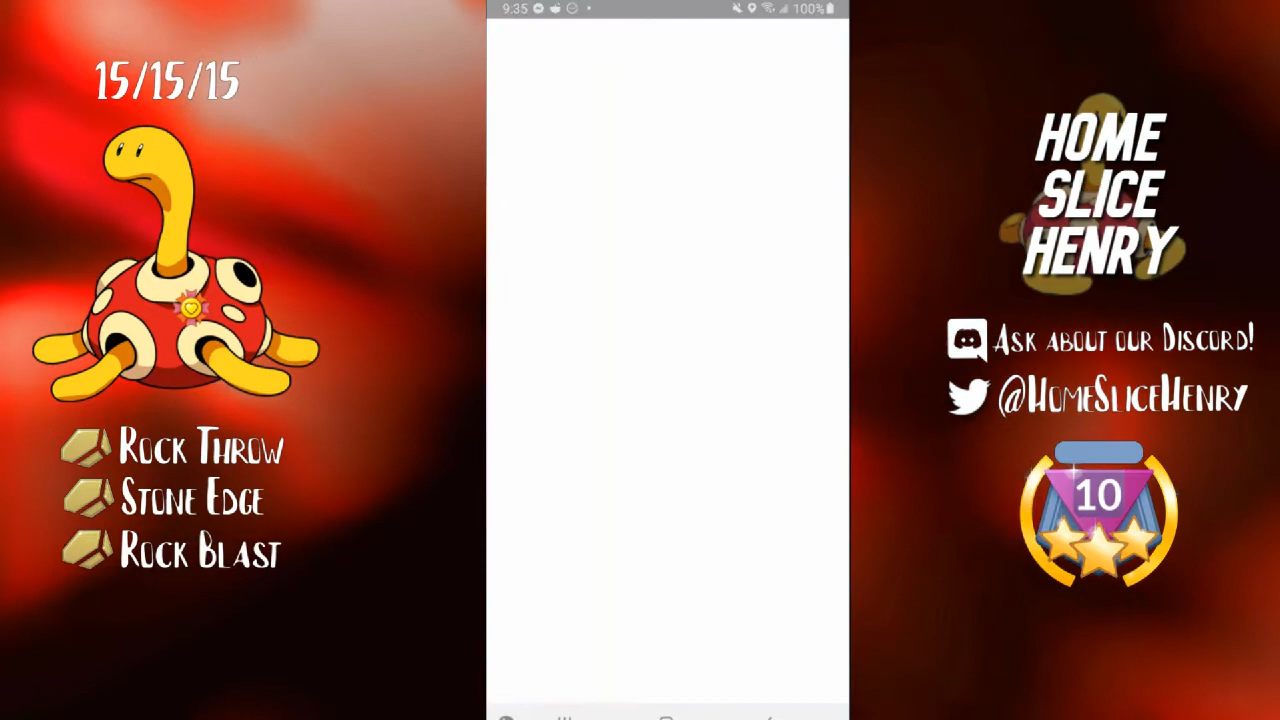 15/15/15
Rock Throw
Stone Edge
Rock Blast
9.35
100%
HOME
SLICE
HENRY
Ask about our Discord!
@HomeSliceHenry
10